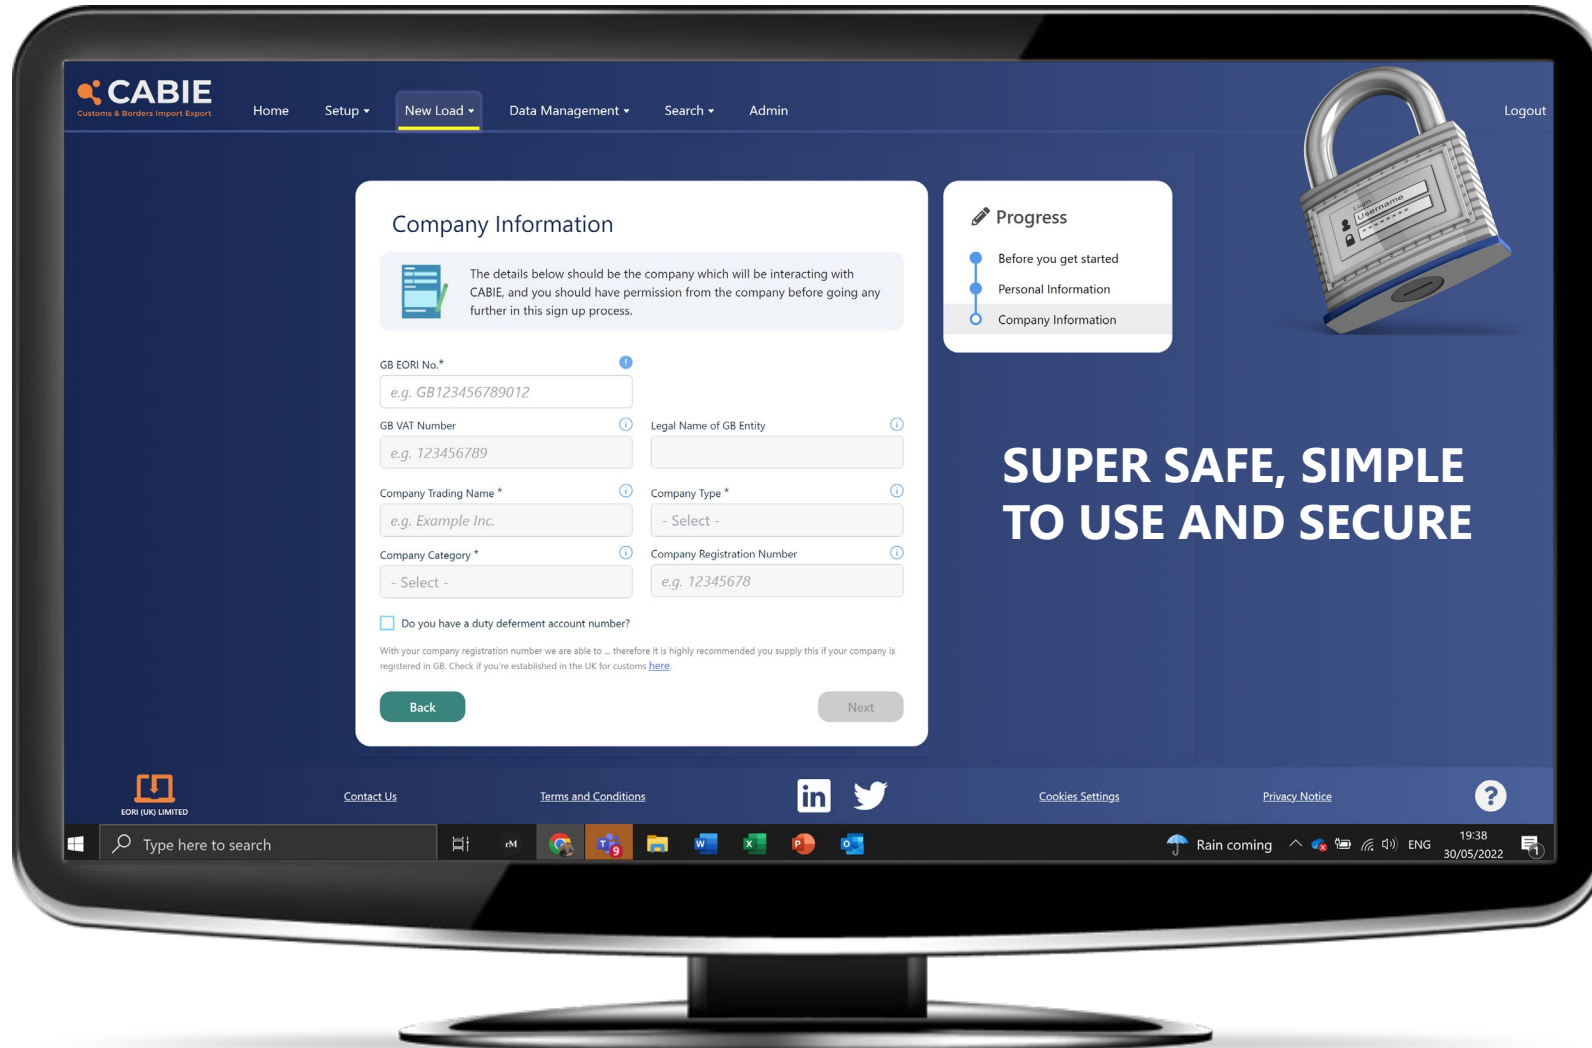 CABIE
Customs & Borders Import Export
Home
Setup
New Load
Data Management
Search
Admin
Logout
Company Information
The details below should be the company which will be interacting with
CABIE, and you should have permission from the company before going any
further in this sign up process.
GB EORI No.*
e.g. GB123456789012
GB VAT Number
Legal Name of GB Entity
e.g. 123456789
Company Trading Name *
Company Type *
e.g. Example Inc.
- Select -
Company Category *
Company Registration Number
- Select -
e.g. 12345678
Do you have a duty deferment account number?
With your company registration number we are able to ... therefore it is highly recommended you supply this if your company is
registered in GB. Check if you're established in the UK for customs here.
Back
Next
Progress
Before you get started
Personal Information
Company Information
Login
Username
********
SUPER SAFE, SIMPLE
TO USE AND SECURE
EORI (UK) LIMITED
Contact Us
Terms and Conditions
in
Cookies Settings
Privacy Notice
?
Type here to search
rM
T
9
W
X
P
O
Rain coming
ENG
19:38
30/05/2022
1